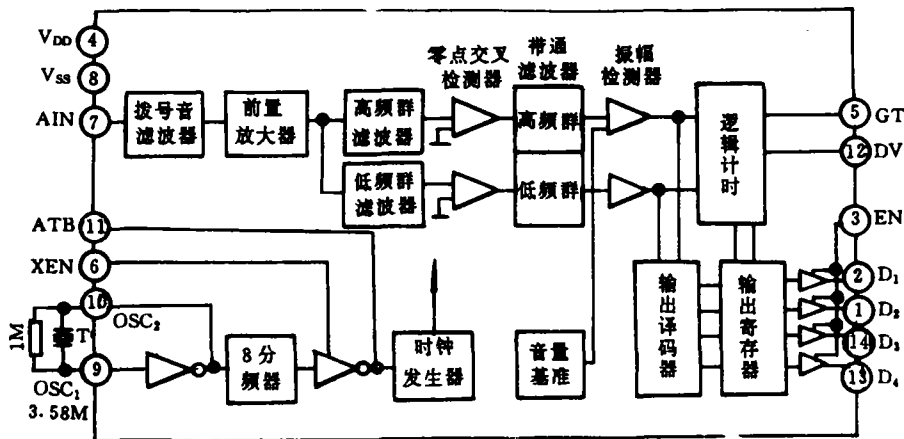 VDD
4
VSS
8
AIN
7
拨号音
滤波器
前置
放大器
高频群
滤波器
低频群
滤波器
零点交叉
检测器
带通
滤波器
高频群
低频群
振幅
检测器
逻辑计时
5
GT
12
DV
3
EN
ATB
11
XEN
6
10
OSC2
1M
T
9
OSC1
3.58M
8分
频器
时钟
发生器
音量
基准
输出译码器
输出寄存器
2
D1
1
D2
14
D3
13
D4